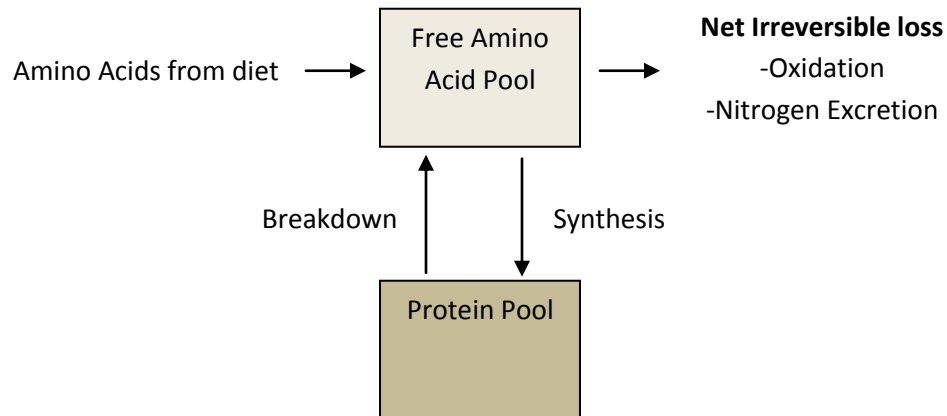 Free Amino
Acid Pool
Amino Acids from diet
Net Irreversible loss
-Oxidation
-Nitrogen Excretion
Breakdown
Synthesis
Protein Pool